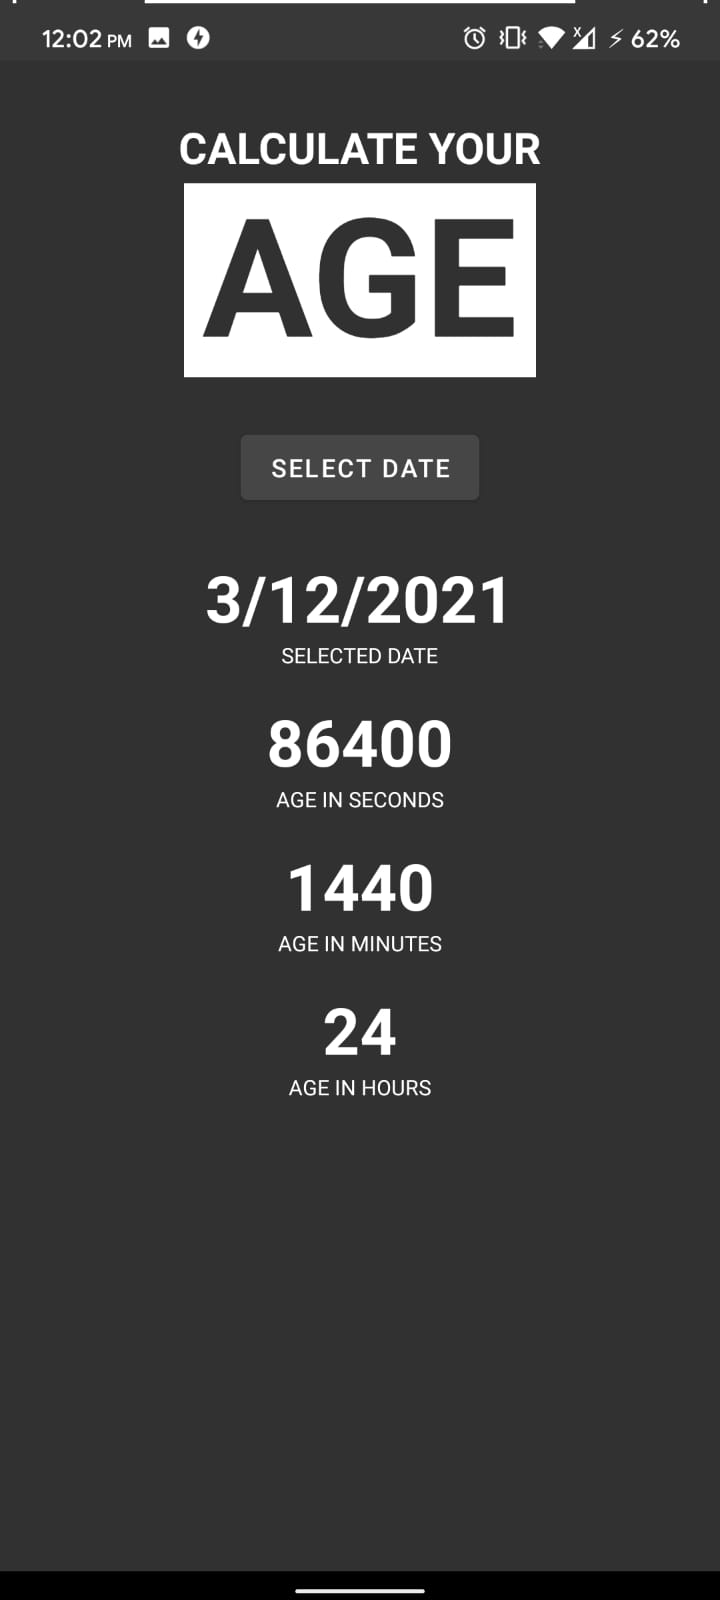 12:02 PM 62%
CALCULATE YOUR
AGE
SELECT DATE
3/12/2021
SELECTED DATE
86400
AGE IN SECONDS
1440
AGE IN MINUTES
24
AGE IN HOURS